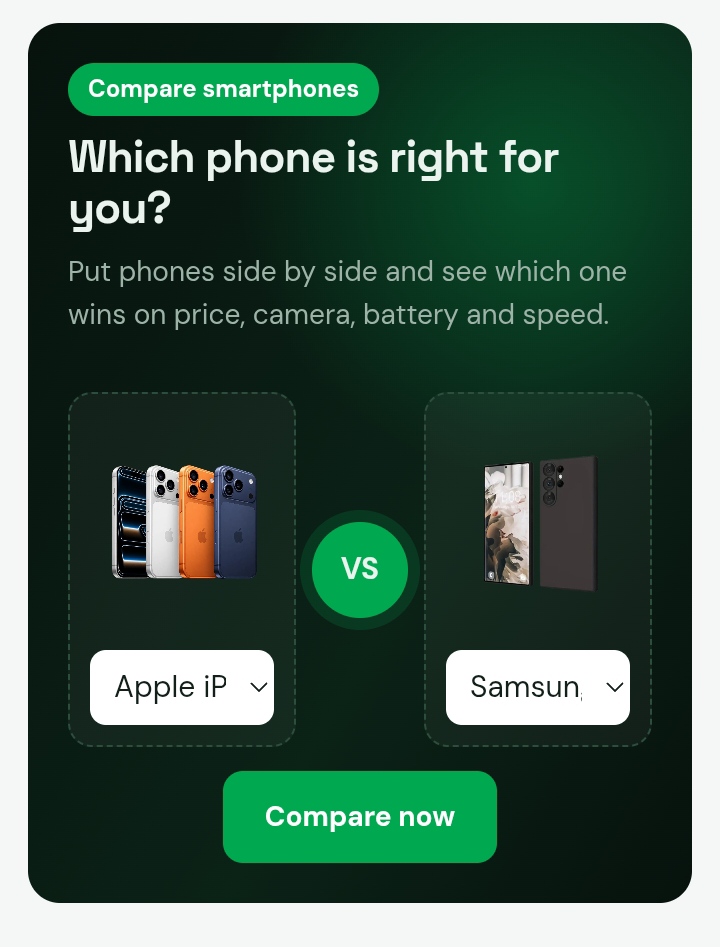 Compare smartphones
Which phone is right for
you?
Put phones side by side and see which one
wins on price, camera, battery and speed.
VS
Apple iP
Samsun
Compare now